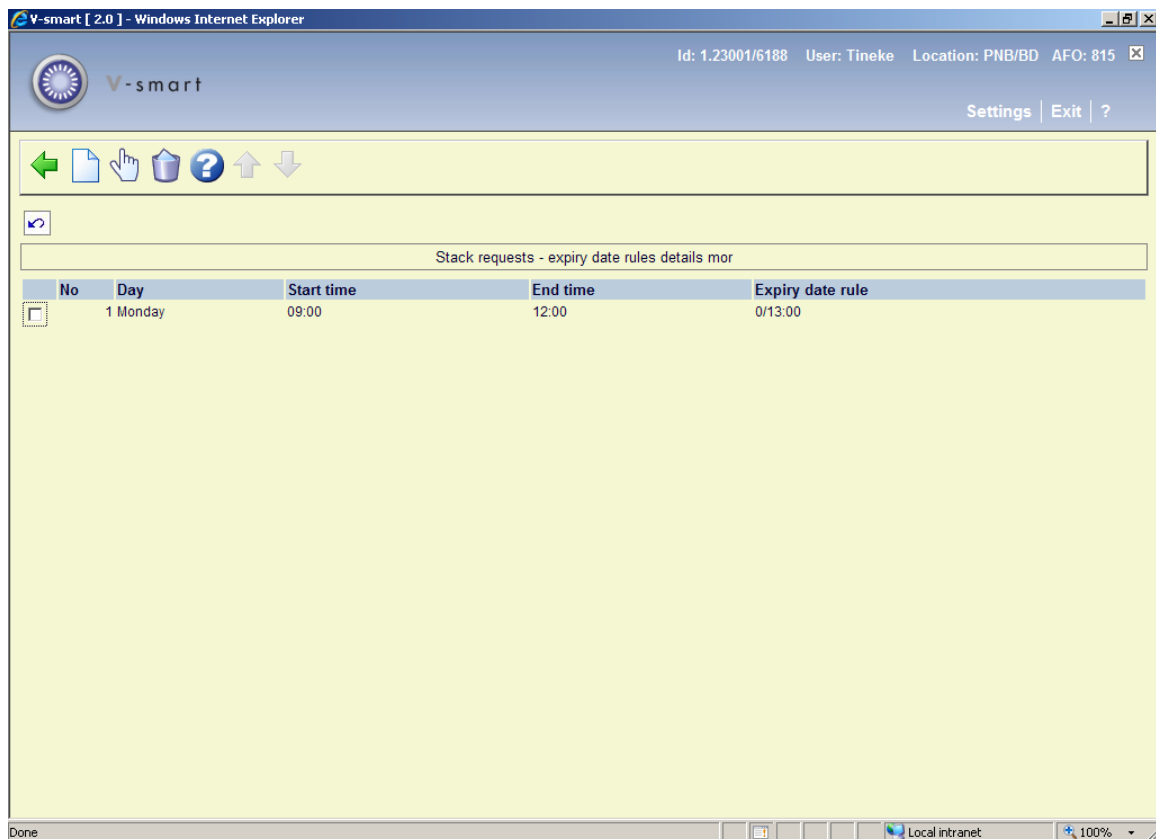 V-smart [ 2.0 ] - Windows Internet Explorer
Id: 1.23001/6188 User: Tineke Location: PNB/BD AFO: 815
V-smart
Settings | Exit | ?
Stack requests - expiry date rules details mor
No Day Start time End time Expiry date rule
1 Monday 09:00 12:00 0/13:00
Done Local intranet 100%